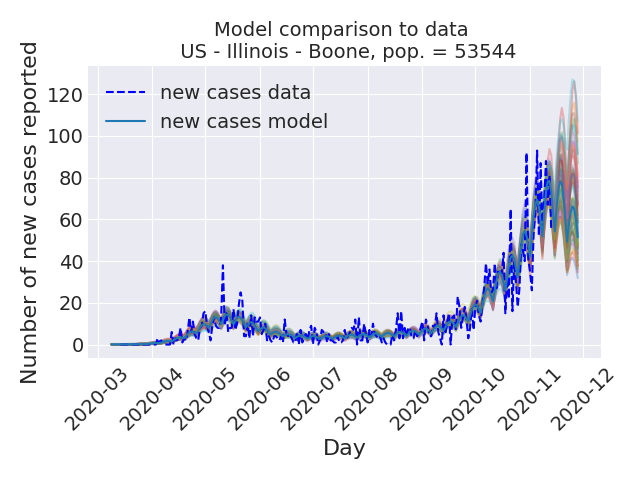 Model comparison to data
US - Illinois - Boone, pop. = 53544
Number of new cases reported
120
100
80
60
40
20
0
new cases data
new cases model
2020-03
2020-04
2020-05
2020-06
2020-07
2020-08
2020-09
2020-10
2020-11
2020-12
Day